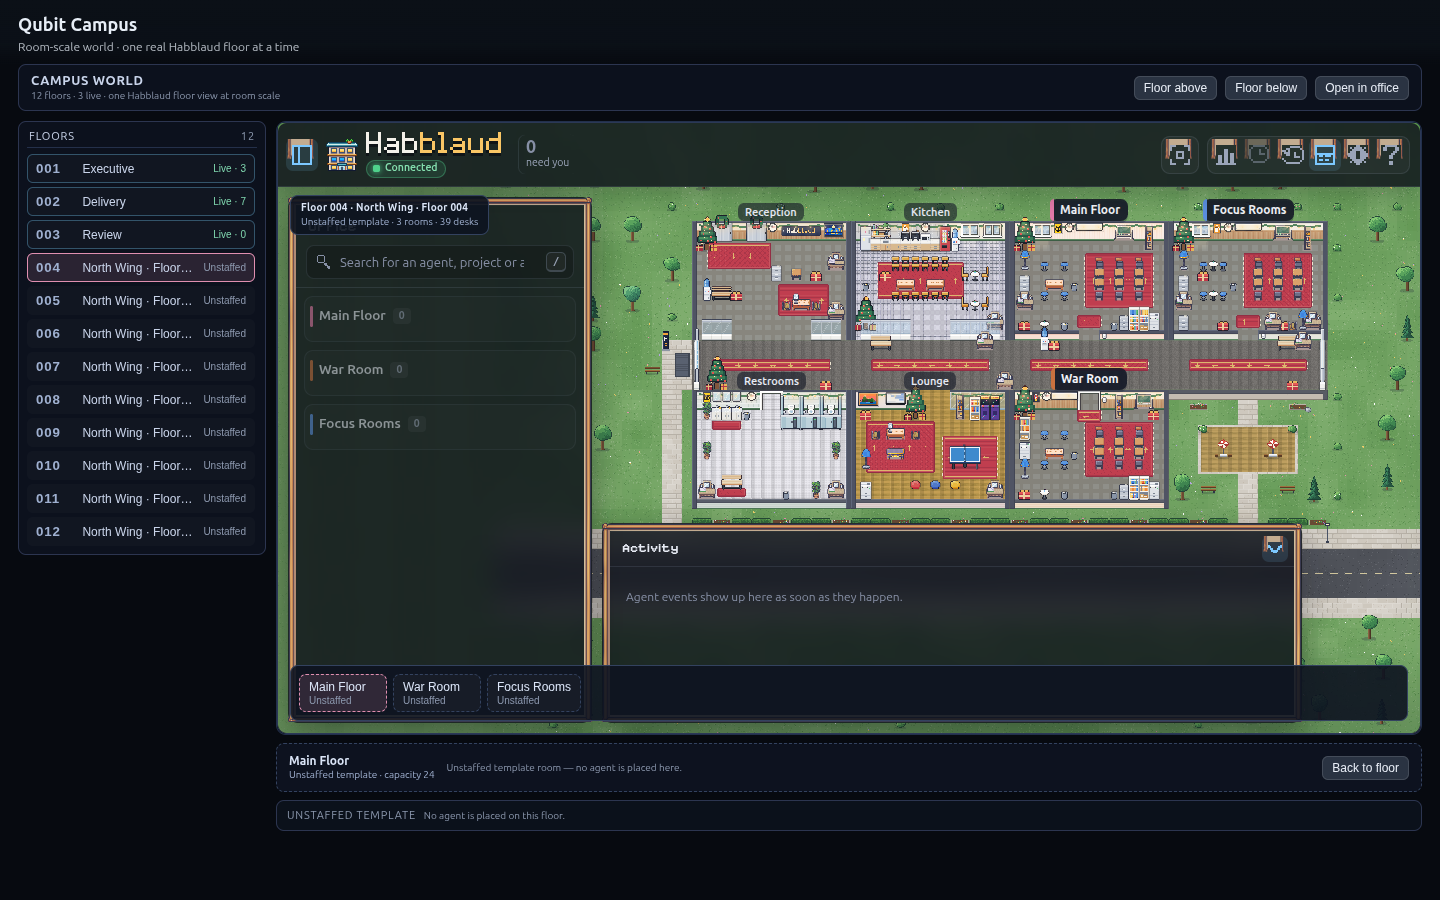 Qubit Campus
Room-scale world · one real Habblaud floor at a time
CAMPUS WORLD
12 floors · 3 live · one Habblaud floor view at room scale
Floor above
Floor below
Open in office
FLOORS 12
001 Executive Live · 3
002 Delivery Live · 7
003 Review Live · 0
004 North Wing · Floor... Unstaffed
005 North Wing · Floor... Unstaffed
006 North Wing · Floor... Unstaffed
007 North Wing · Floor... Unstaffed
008 North Wing · Floor... Unstaffed
009 North Wing · Floor... Unstaffed
010 North Wing · Floor... Unstaffed
011 North Wing · Floor... Unstaffed
012 North Wing · Floor... Unstaffed
Habblaud
Connected
0
need you
?
Floor 004 · North Wing · Floor 004
Unstaffed template · 3 rooms · 39 desks
Search for an agent, project or a /
Main Floor 0
War Room 0
Focus Rooms 0
Reception
Kitchen
Main Floor
Focus Rooms
Habblaud
Restrooms
Lounge
War Room
Activity
Agent events show up here as soon as they happen.
Main Floor
Unstaffed
War Room
Unstaffed
Focus Rooms
Unstaffed
Main Floor
Unstaffed template · capacity 24
Unstaffed template room — no agent is placed here.
Back to floor
UNSTAFFED TEMPLATE No agent is placed on this floor.